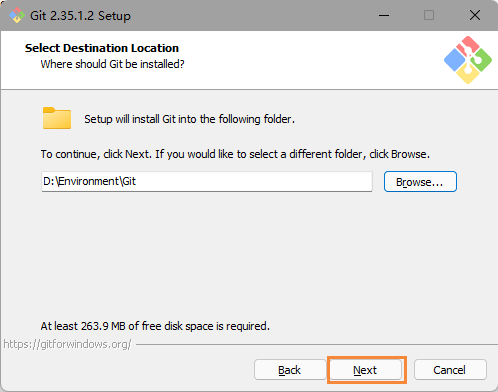 Git 2.35.1.2 Setup
Select Destination Location
Where should Git be installed?
Setup will install Git into the following folder.
To continue, click Next. If you would like to select a different folder, click Browse.
D:\Environment\Git
Browse...
At least 263.9 MB of free disk space is required.
https://gitforwindows.org/
Back
Next
Cancel